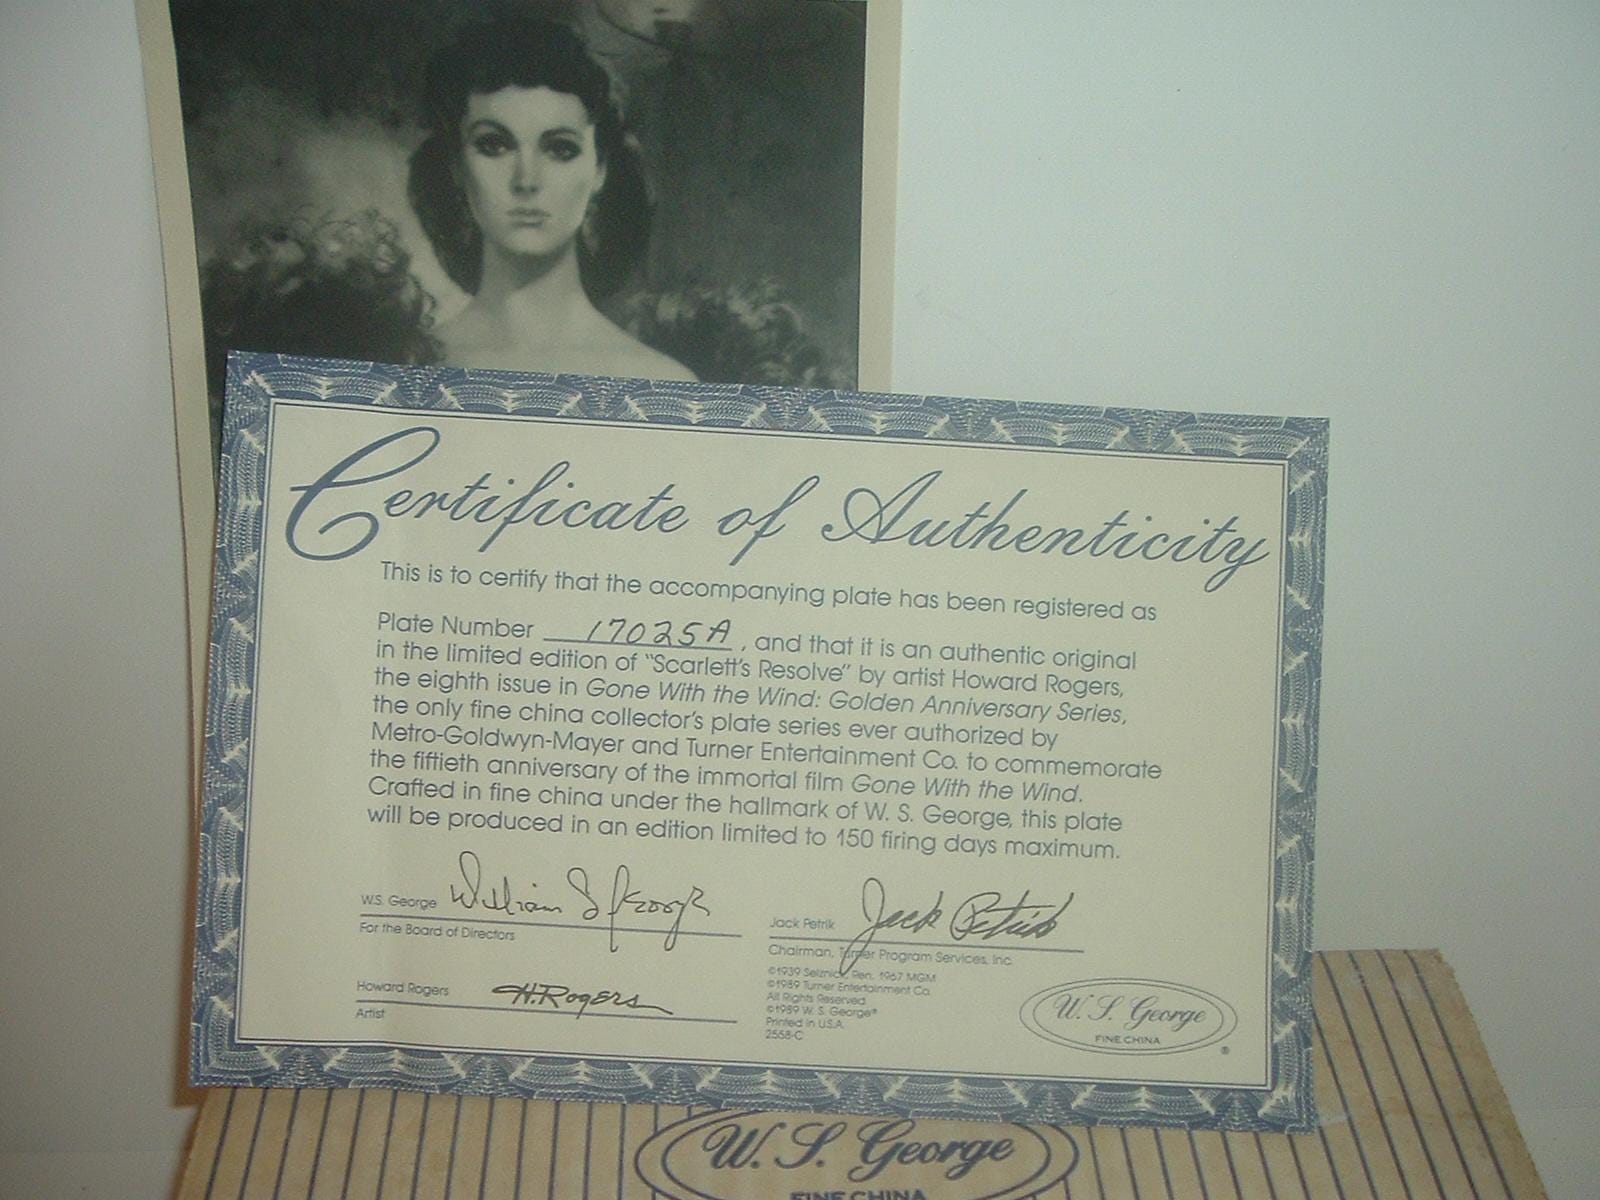 Certificate of Authenticity
This is to certify that the accompanying plate has been registered as
Plate Number 17025A, and that it is an authentic original
in the limited edition of "Scarlett's Resolve" by artist Howard Rogers,
the eighth issue in Gone With the Wind: Golden Anniversary Series,
the only fine china collector's plate series ever authorized by
Metro-Goldwyn-Mayer and Turner Entertainment Co. to commemorate
the fiftieth anniversary of the immortal film Gone With the Wind.
Crafted in fine china under the hallmark of W. S. George, this plate
will be produced in an edition limited to 150 firing days maximum.
W.S. George William S George
For the Board of Directors
Jack Petrik Jack Petrik
Chairman, Turner Program Services, Inc.
Howard Rogers H. Rogers
Artist
©1939 Selznick. Ren. 1967 MGM
©1989 Turner Entertainment Co.
All Rights Reserved
©1989 W. S. George®
Printed in U.S.A.
2558-C
W. S. George
FINE CHINA
®
W. S. George
FINE CHINA